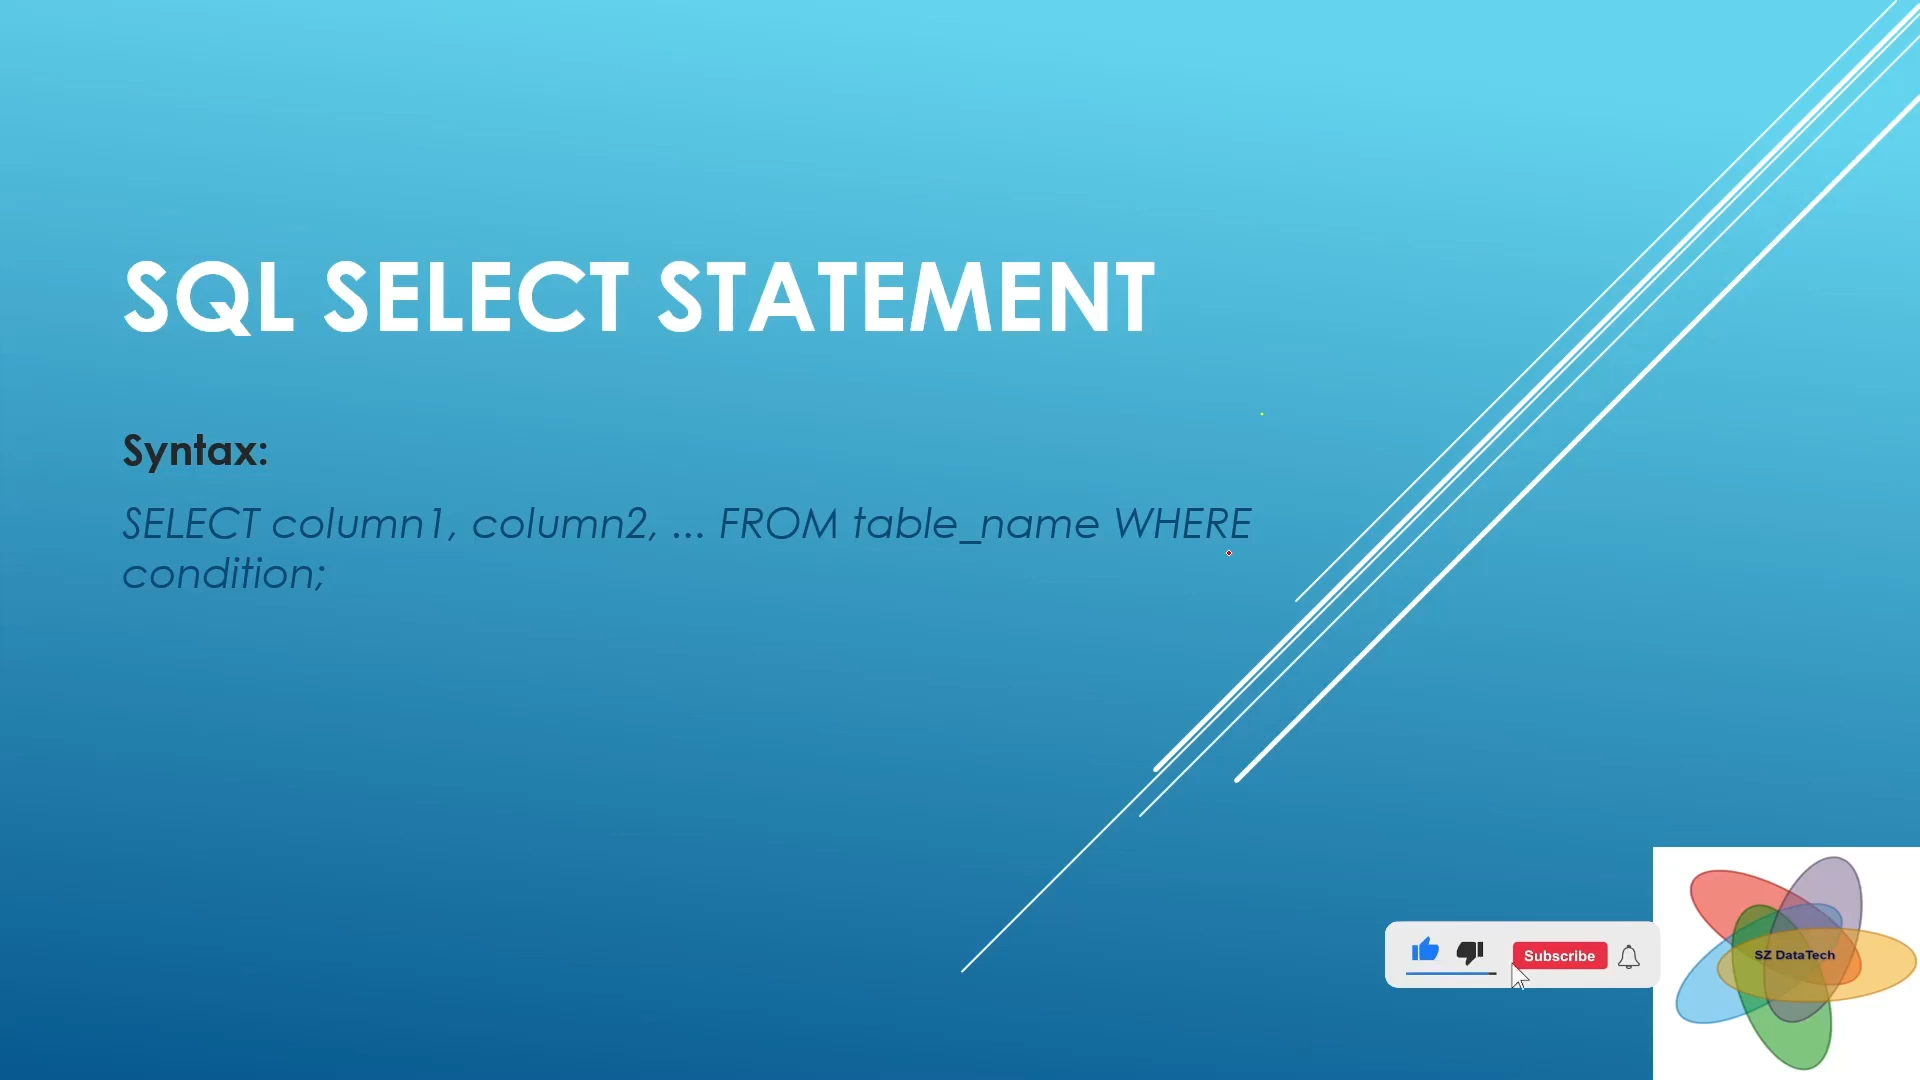 SQL SELECT STATEMENT
Syntax:
SELECT column1, column2, ... FROM table_name WHERE
condition;
Subscribe
SZ DataTech